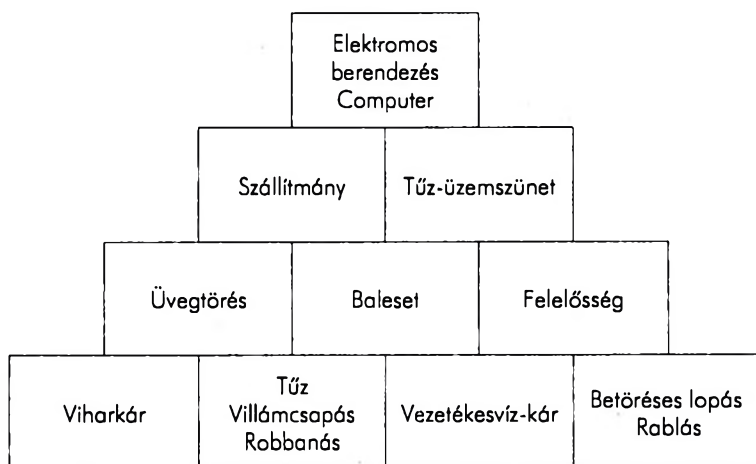 Elektromos
berendezés
Computer
Szállítmány
Tűz-üzemszünet
Üvegtörés
Baleset
Felelősség
Viharkár
Tűz
Villámcsapás
Robbanás
Vezetékesvíz-kár
Betöréses lopás
Rablás